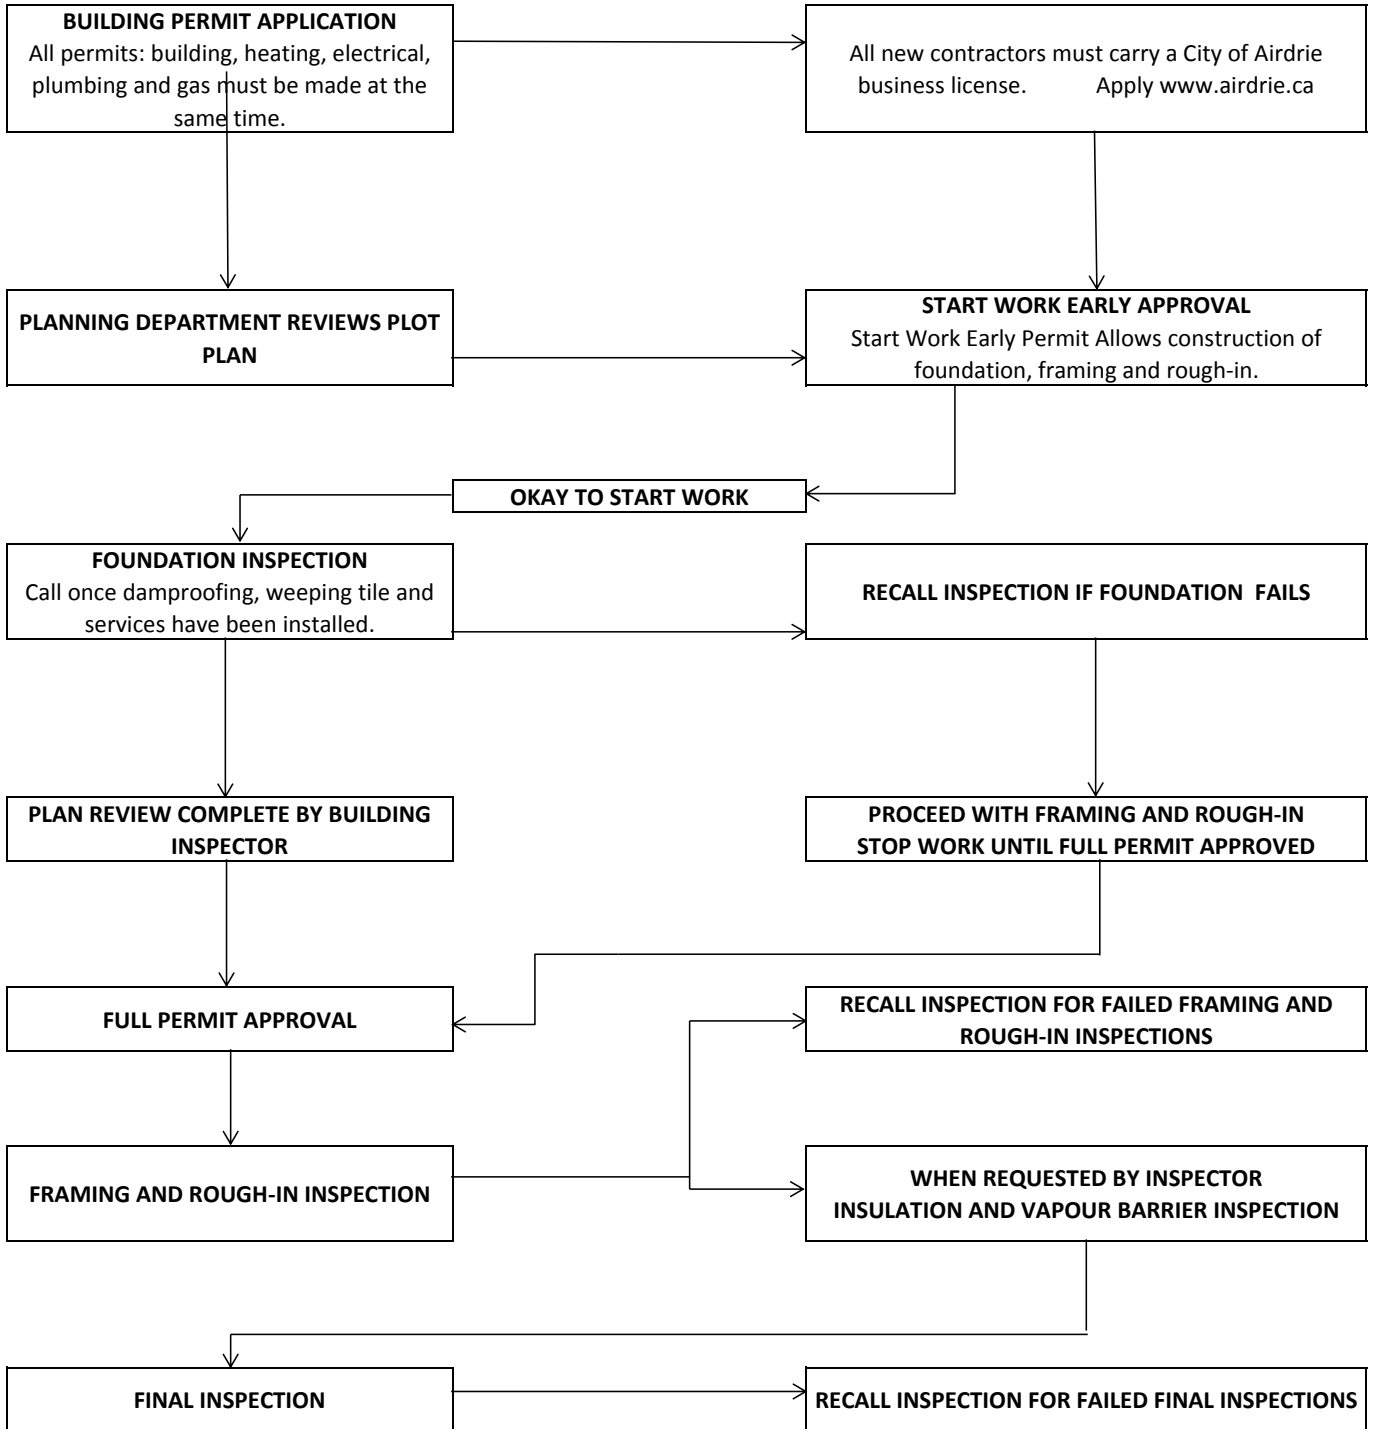 BUILDING PERMIT APPLICATION
All permits: building, heating, electrical,
plumbing and gas must be made at the
same time.
All new contractors must carry a City of Airdrie
business license. Apply www.airdrie.ca
PLANNING DEPARTMENT REVIEWS PLOT
PLAN
START WORK EARLY APPROVAL
Start Work Early Permit Allows construction of
foundation, framing and rough-in.
OKAY TO START WORK
FOUNDATION INSPECTION
Call once damproofing, weeping tile and
services have been installed.
RECALL INSPECTION IF FOUNDATION FAILS
PLAN REVIEW COMPLETE BY BUILDING
INSPECTOR
PROCEED WITH FRAMING AND ROUGH-IN
STOP WORK UNTIL FULL PERMIT APPROVED
FULL PERMIT APPROVAL
RECALL INSPECTION FOR FAILED FRAMING AND
ROUGH-IN INSPECTIONS
FRAMING AND ROUGH-IN INSPECTION
WHEN REQUESTED BY INSPECTOR
INSULATION AND VAPOUR BARRIER INSPECTION
FINAL INSPECTION
RECALL INSPECTION FOR FAILED FINAL INSPECTIONS